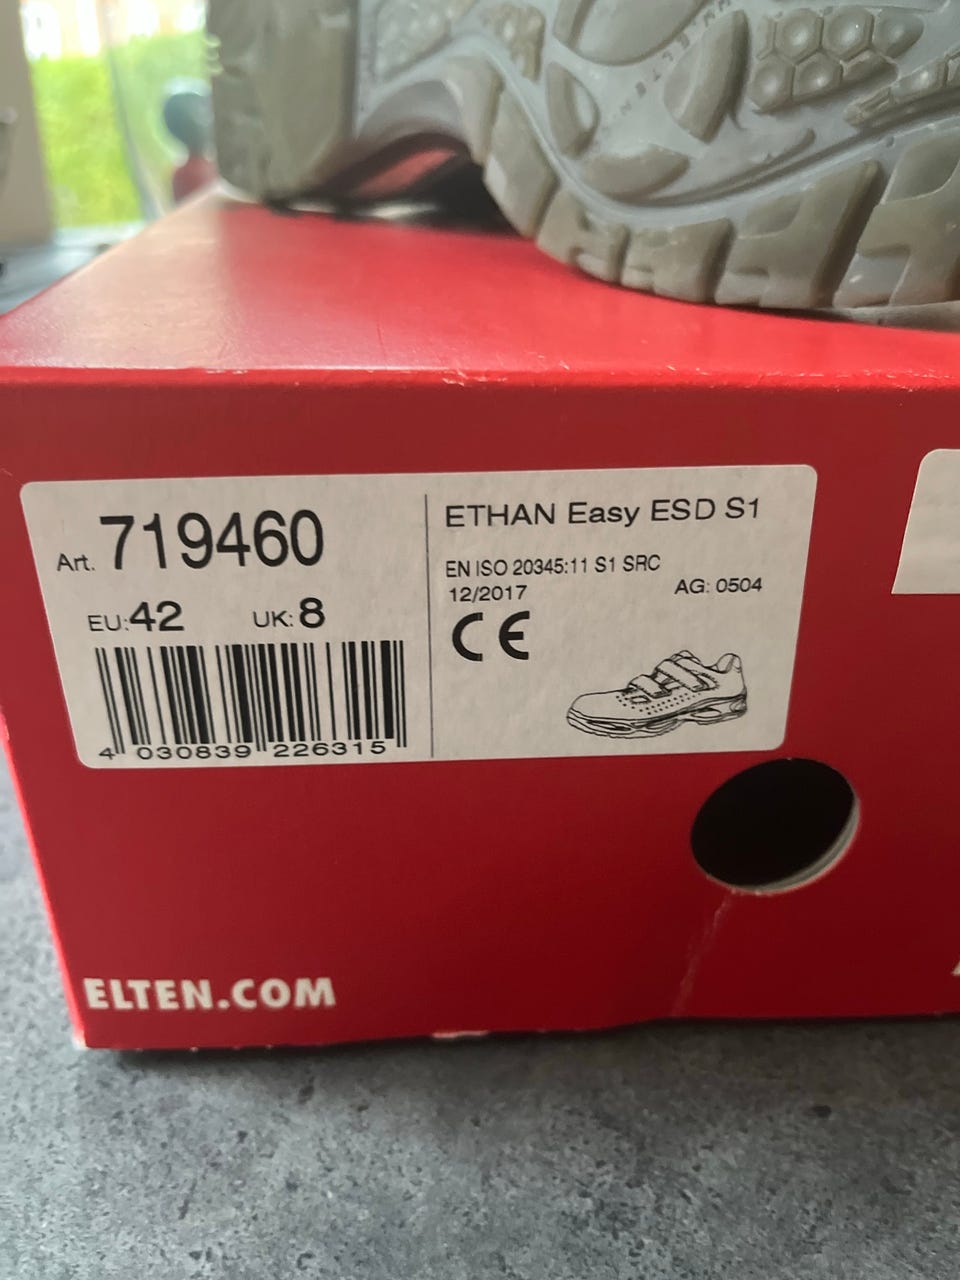 Art. 719460
EU:42 UK:8
4 030839 226315
ETHAN Easy ESD S1
EN ISO 20345:11 S1 SRC
12/2017 AG: 0504
CE
ELTEN.COM